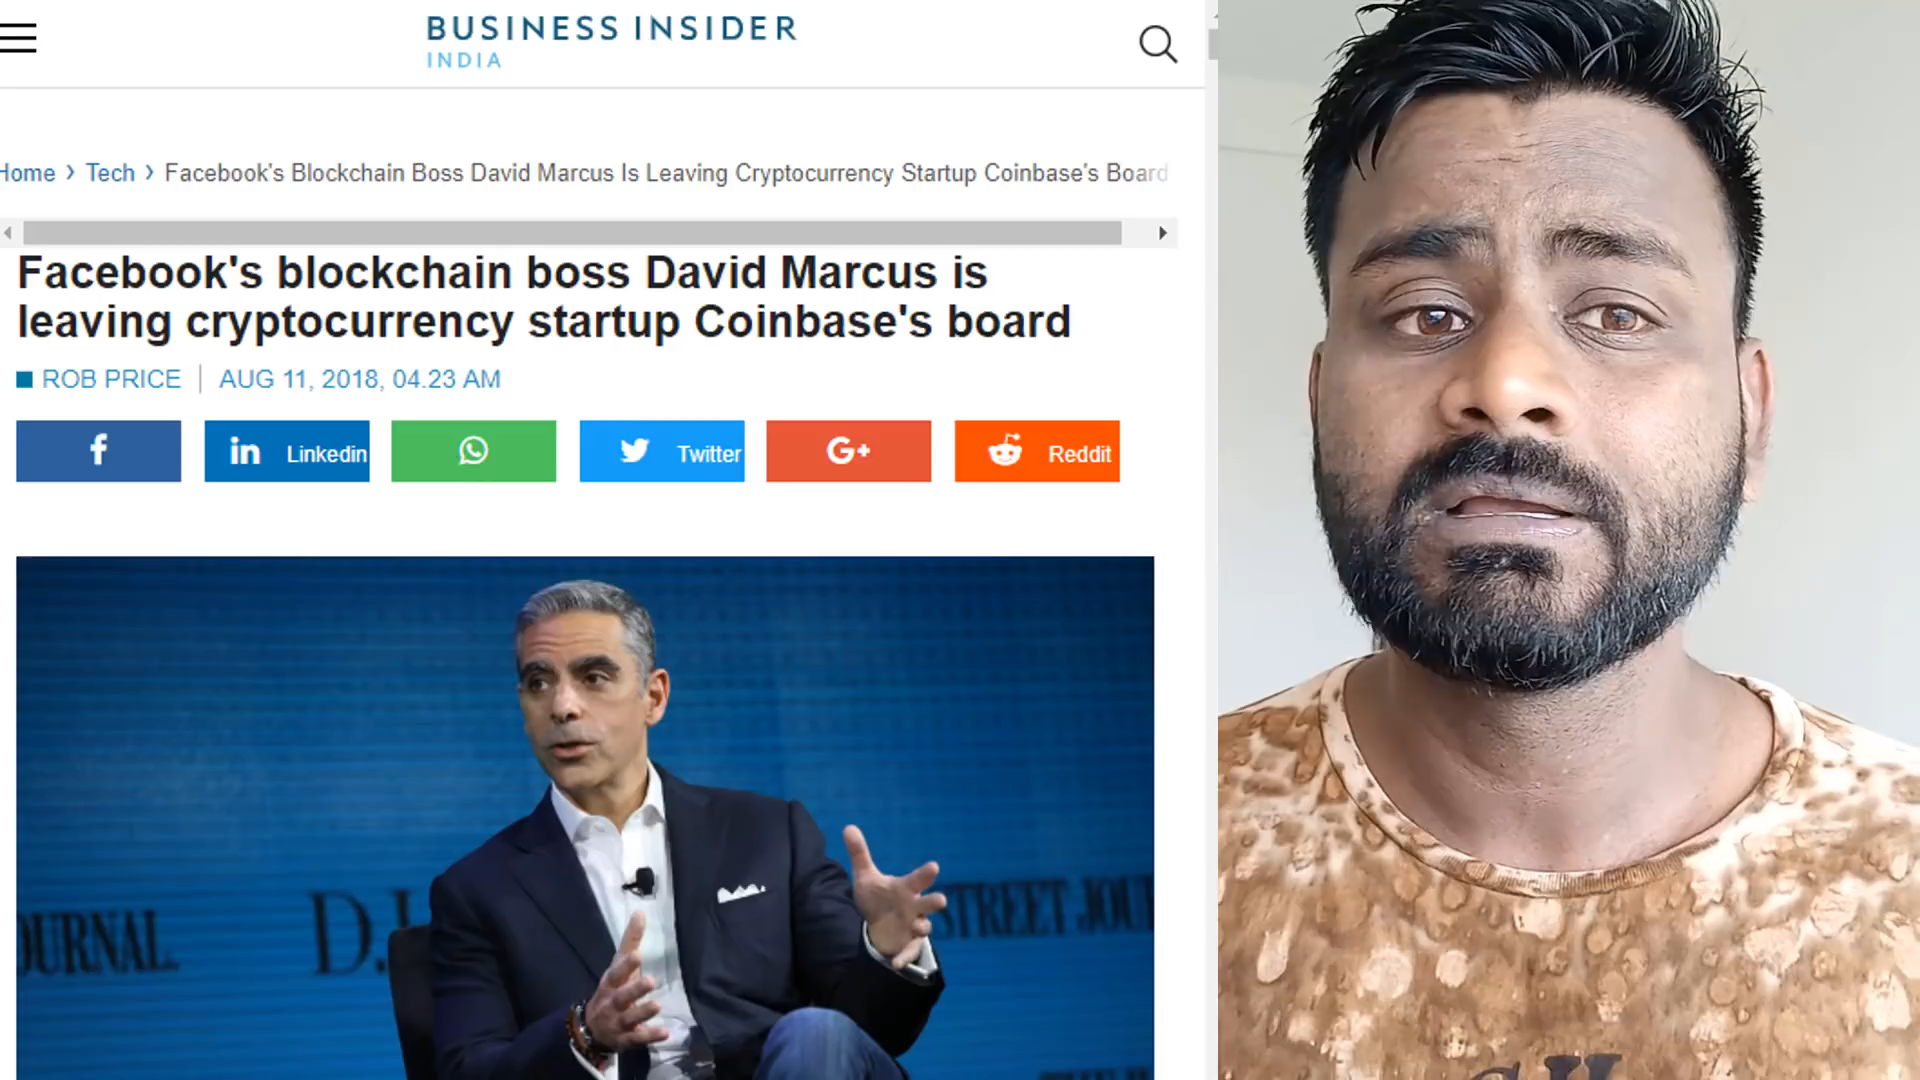 BUSINESS INSIDER
INDIA
Home > Tech > Facebook's Blockchain Boss David Marcus Is Leaving Cryptocurrency Startup Coinbase's Board
Facebook's blockchain boss David Marcus is
leaving cryptocurrency startup Coinbase's board
ROB PRICE | AUG 11, 2018, 04.23 AM
Linkedin
Twitter
G+
Reddit
OURNAL.
D.
STREET JOU